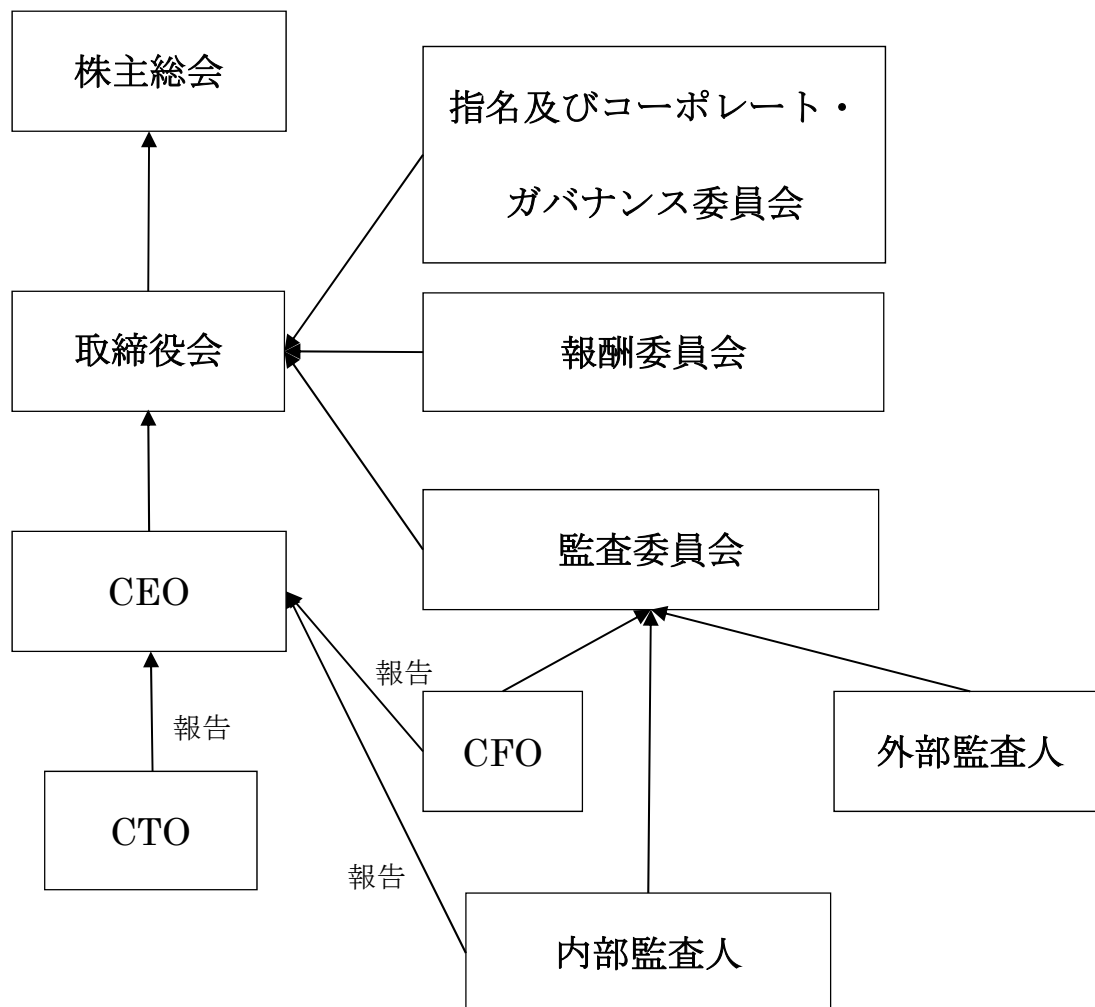 株主総会
指名及びコーポレート・
ガバナンス委員会
取締役会
報酬委員会
監査委員会
CEO
報告
報告
CFO
外部監査人
CTO
報告
内部監査人